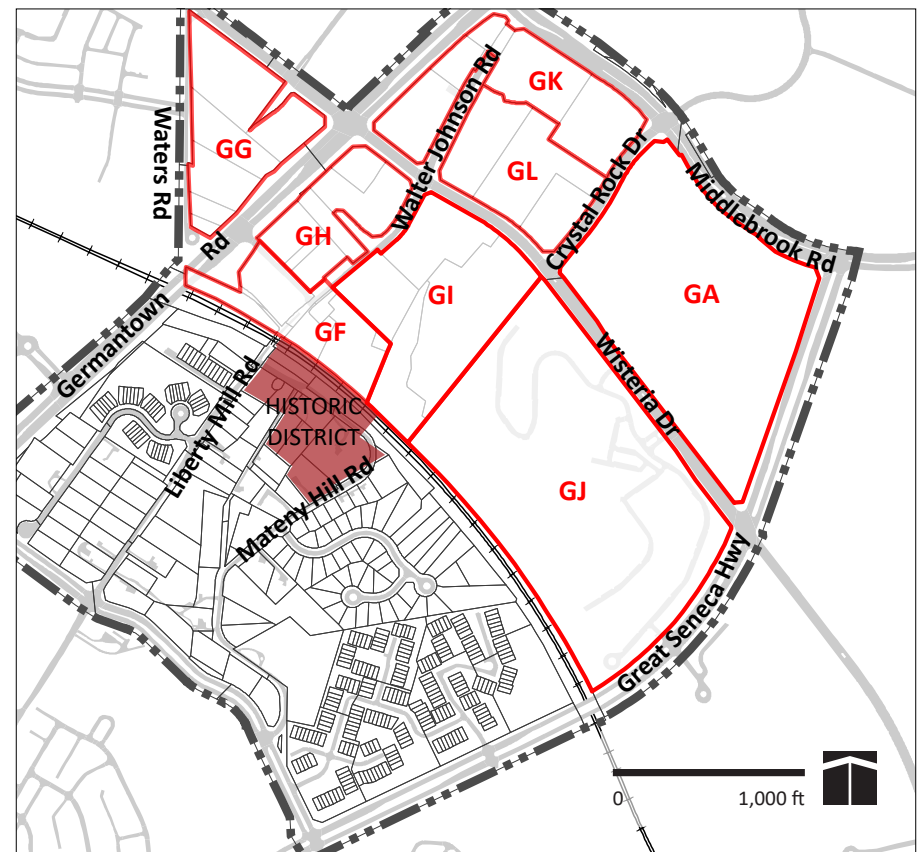 GK
Walter Johnson Rd
Waters Rd
GG
GL
Crystal Rock Dr
Middlebrook Rd
Rd
GH
GI
GA
Germantown
GF
Wisteria Dr
Liberty Mill Rd
HISTORIC
DISTRICT
Mateny Hill Rd
GJ
Great Seneca Hwy
0
1,000 ft